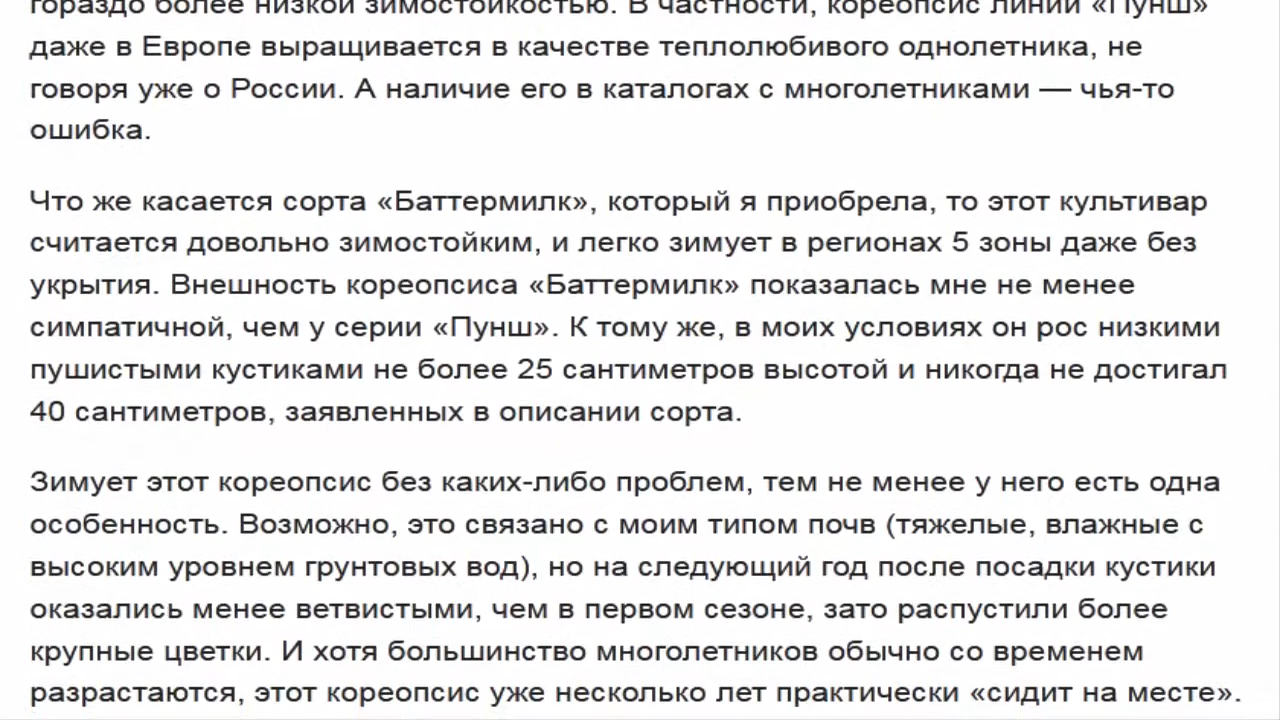 гораздо более низкой зимостойкостью. В частности, кореопсис линии «Пунш»
даже в Европе выращивается в качестве теплолюбивого однолетника, не
говоря уже о России. А наличие его в каталогах с многолетниками — чья-то
ошибка.
Что же касается сорта «Баттермилк», который я приобрела, то этот культивар
считается довольно зимостойким, и легко зимует в регионах 5 зоны даже без
укрытия. Внешность кореопсиса «Баттермилк» показалась мне не менее
симпатичной, чем у серии «Пунш». К тому же, в моих условиях он рос низкими
пушистыми кустиками не более 25 сантиметров высотой и никогда не достигал
40 сантиметров, заявленных в описании сорта.
Зимует этот кореопсис без каких-либо проблем, тем не менее у него есть одна
особенность. Возможно, это связано с моим типом почв (тяжелые, влажные с
высоким уровнем грунтовых вод), но на следующий год после посадки кустики
оказались менее ветвистыми, чем в первом сезоне, зато распустили более
крупные цветки. И хотя большинство многолетников обычно со временем
разрастаются, этот кореопсис уже несколько лет практически «сидит на месте».